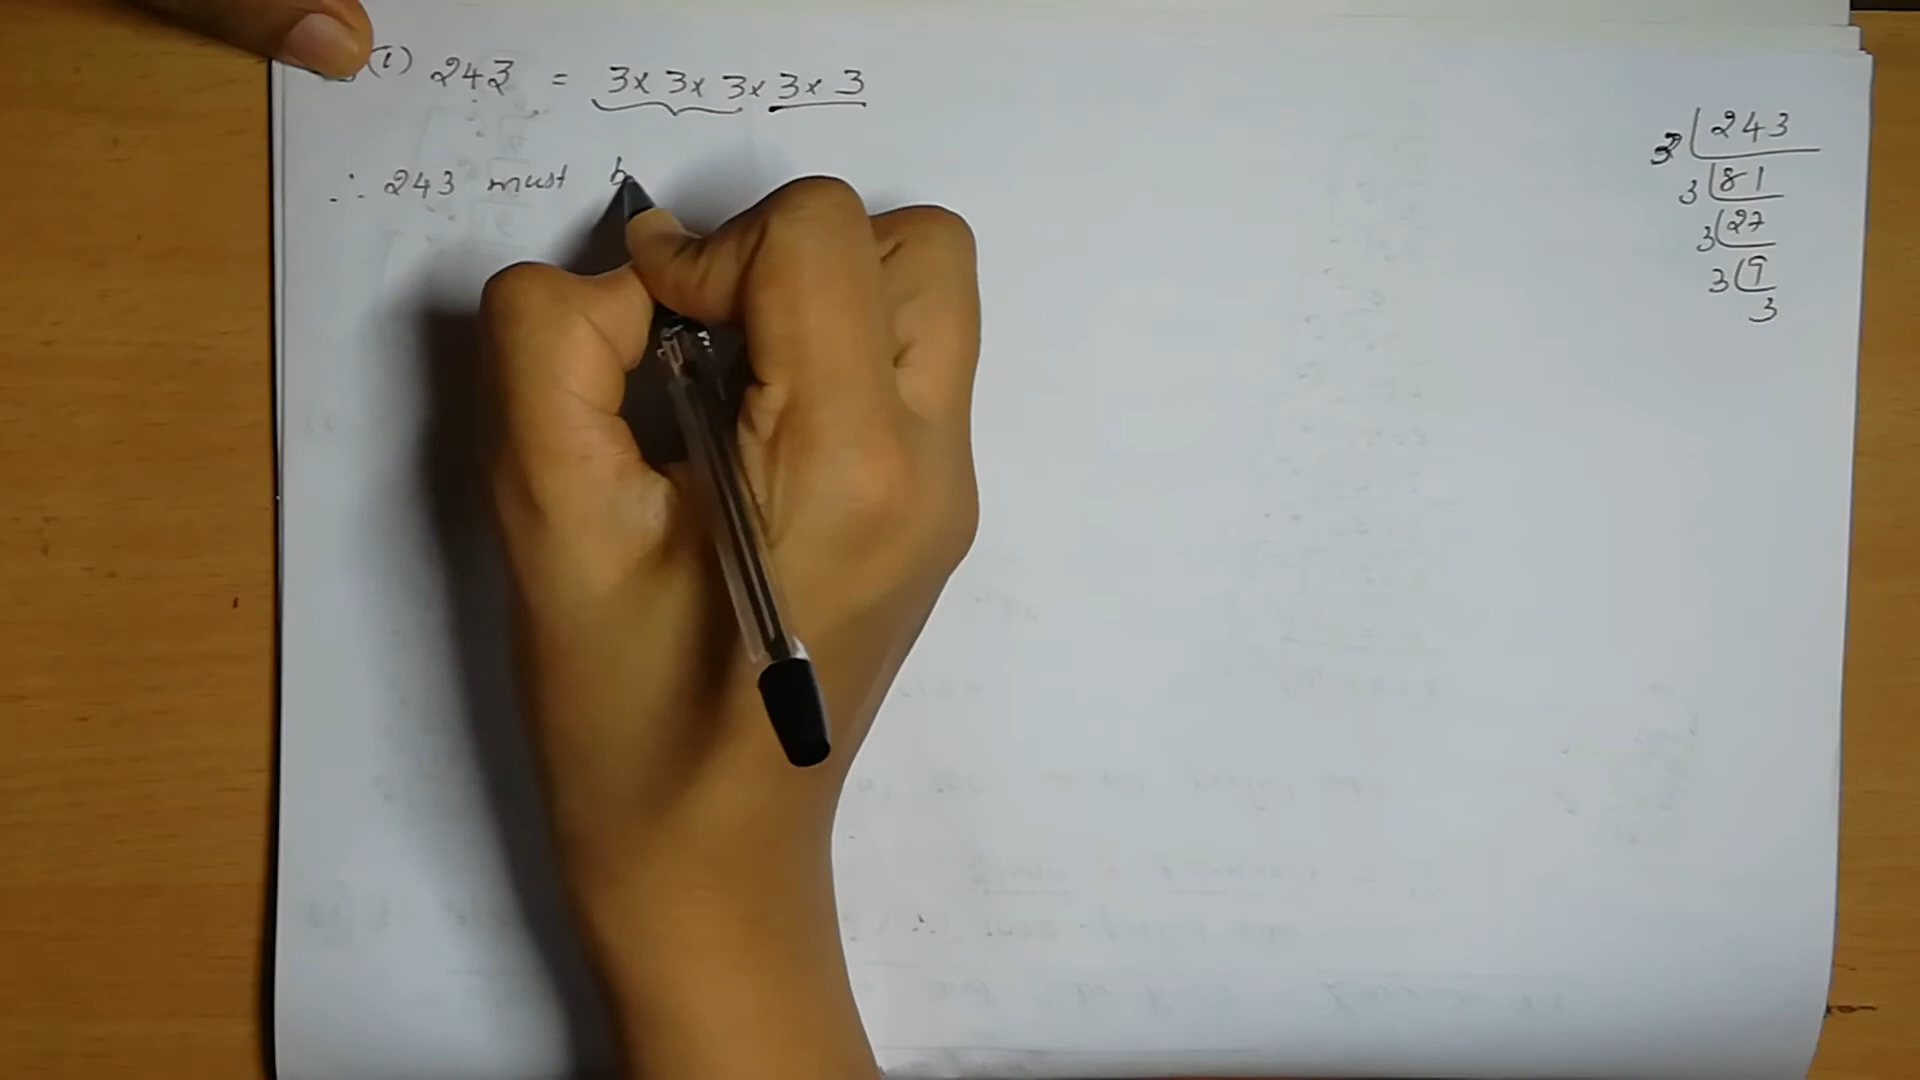 (i) 243 = 3 x 3 x 3 x 3 x 3
∴ 243 must b
3 | 243
3 | 81
3 | 27
3 | 9
3